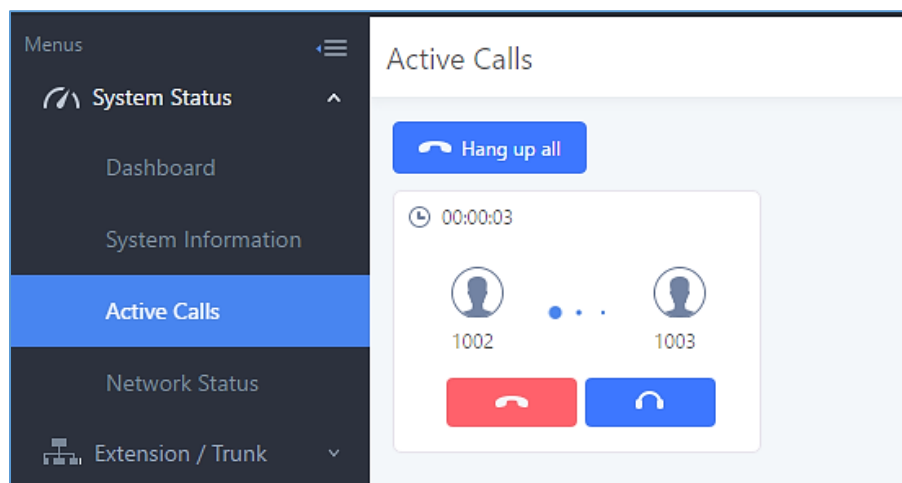 Menus
System Status
Dashboard
System Information
Active Calls
Network Status
Extension / Trunk
Active Calls
Hang up all
00:00:03
1002 1003